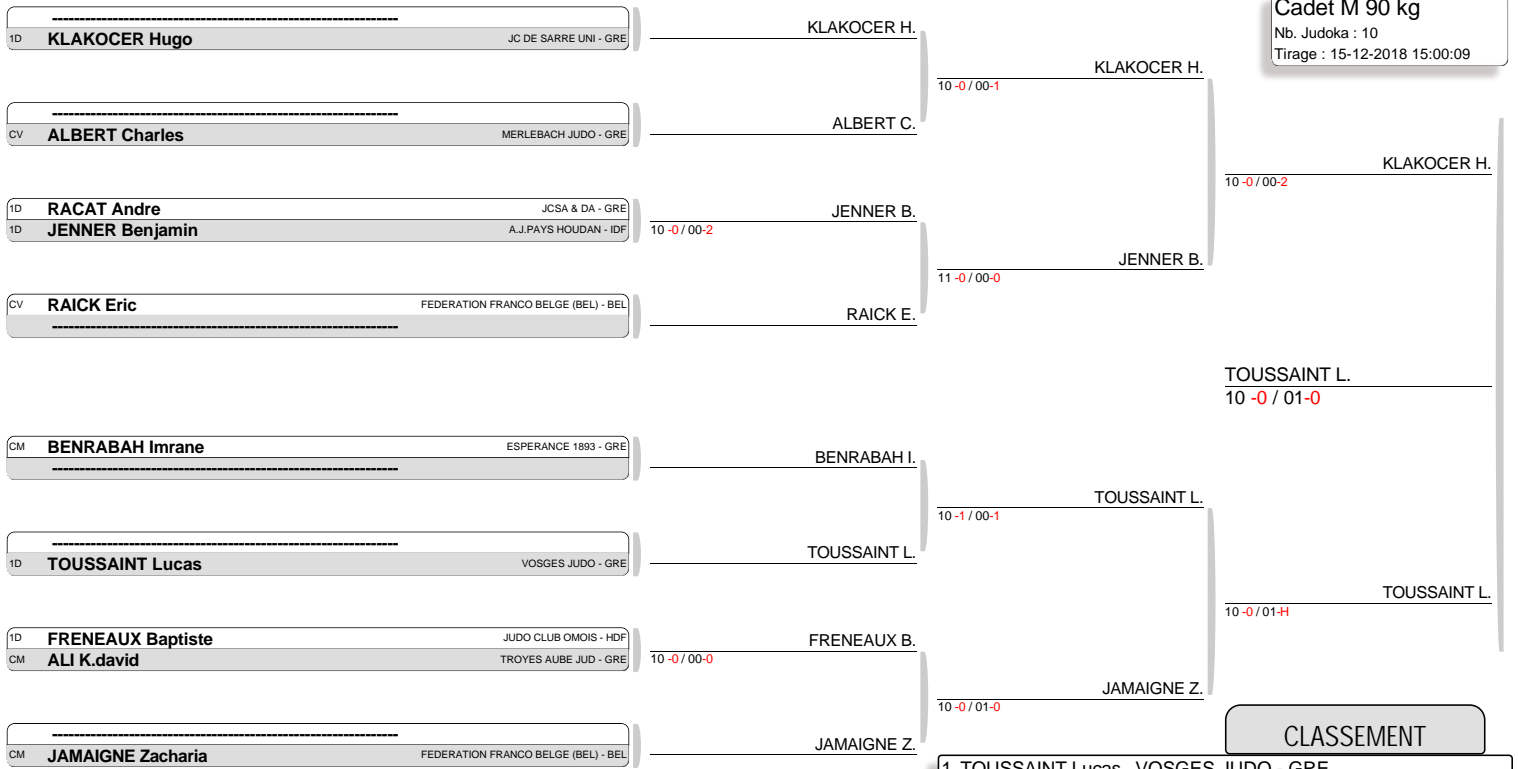 Cadet M 90 kg
Nb. Judoka : 10
Tirage : 15-12-2018 15:00:09
----------------------------------------------------------------
1D KLAKOCER Hugo JC DE SARRE UNI - GRE
----------------------------------------------------------------
CV ALBERT Charles MERLEBACH JUDO - GRE
1D RACAT Andre JCSA & DA - GRE
1D JENNER Benjamin A.J.PAYS HOUDAN - IDF
CV RAICK Eric FEDERATION FRANCO BELGE (BEL) - BEL
----------------------------------------------------------------
CM BENRABAH Imrane ESPERANCE 1893 - GRE
----------------------------------------------------------------
----------------------------------------------------------------
1D TOUSSAINT Lucas VOSGES JUDO - GRE
1D FRENEAUX Baptiste JUDO CLUB OMOIS - HDF
CM ALI K.david TROYES AUBE JUD - GRE
----------------------------------------------------------------
CM JAMAIGNE Zacharia FEDERATION FRANCO BELGE (BEL) - BEL
KLAKOCER H.
ALBERT C.
JENNER B.
10 -0 / 00-2
RAICK E.
BENRABAH I.
TOUSSAINT L.
FRENEAUX B.
10 -0 / 00-0
JAMAIGNE Z.
KLAKOCER H.
10 -0 / 00-1
JENNER B.
11 -0 / 00-0
TOUSSAINT L.
10 -1 / 00-1
JAMAIGNE Z.
10 -0 / 01-0
KLAKOCER H.
10 -0 / 00-2
TOUSSAINT L.
10 -0 / 01-0
TOUSSAINT L.
10 -0 / 01-H
CLASSEMENT
1. TOUSSAINT Lucas VOSGES JUDO - GRE